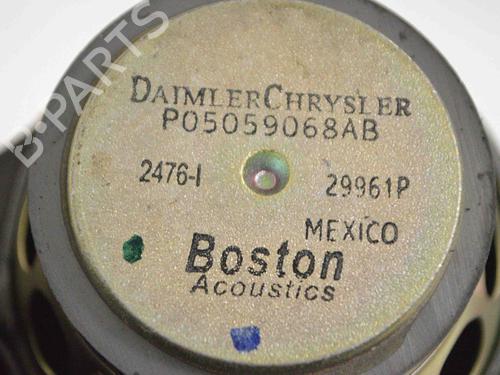 B-PARTS
DAIMLERCHRYSLER
P05059068AB
2476-I 29961P
MEXICO
Boston
Acoustics